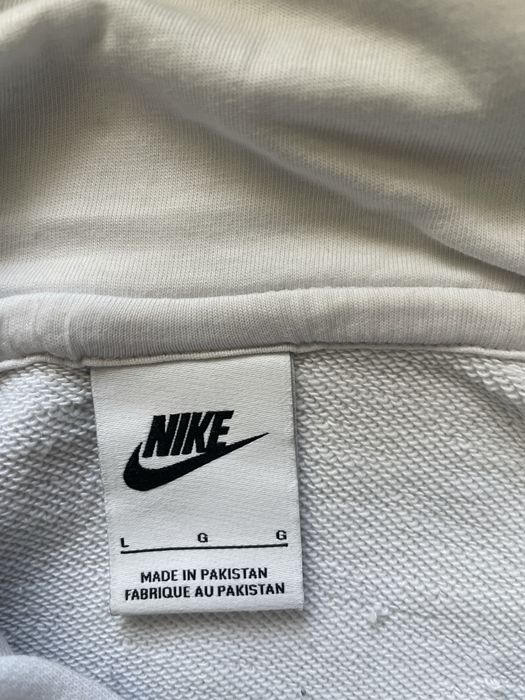 NIKE
L G G
MADE IN PAKISTAN
FABRIQUE AU PAKISTAN